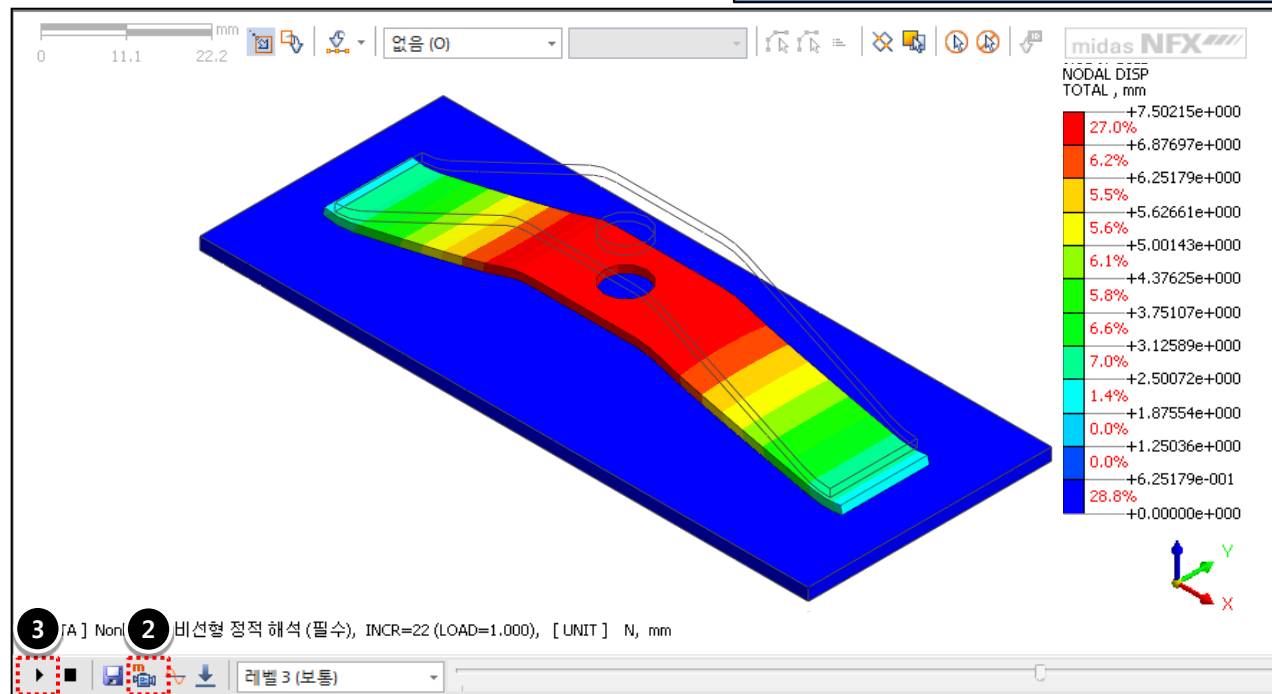 mm
0 11.1 22.2
없음 (0)
midas NFX
NODAL DISP
TOTAL , mm
+7.50215e+000
27.0%
+6.87697e+000
6.2%
+6.25179e+000
5.5%
+5.62661e+000
5.6%
+5.00143e+000
6.1%
+4.37625e+000
5.8%
+3.75107e+000
6.6%
+3.12589e+000
7.0%
+2.50072e+000
1.4%
+1.87554e+000
0.0%
+1.25036e+000
0.0%
+6.25179e-001
28.8%
+0.00000e+000
Y
X
3 TA ] Nonl 2 비선형 정적 해석 (필수), INCR=22 (LOAD=1.000), [ UNIT ] N, mm
레벨 3 (보통)